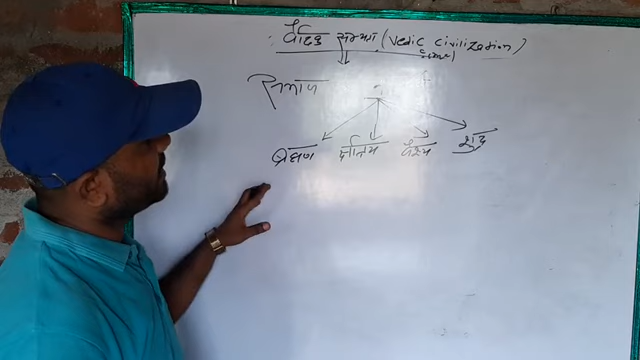 वैदिक सभ्यता (Vedic Civilization)
समाज
ब्राह्मण क्षत्रिय वैश्य शूद्र